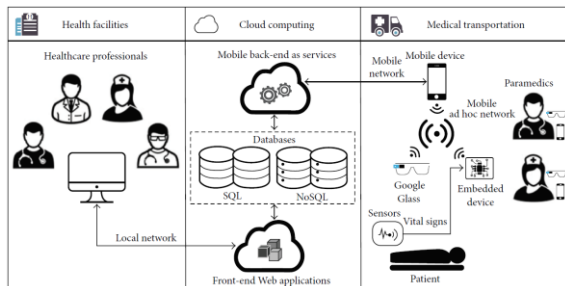 Health facilities
Cloud computing
Medical transportation
Healthcare professionals
Mobile back-end as services
Mobile device
Mobile
network
Paramedics
Mobile
ad hoc network
Databases
SQL
NoSQL
Google
Glass
Embedded
device
Sensors
Vital signs
Local network
Front-end Web applications
Patient